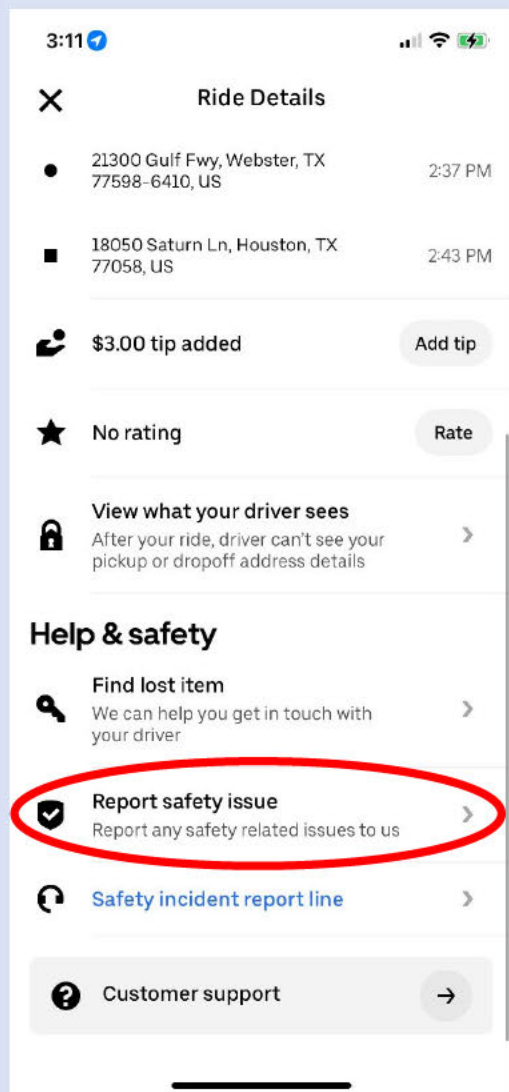 3:11
Ride Details
21300 Gulf Fwy, Webster, TX
77598-6410, US
2:37 PM
18050 Saturn Ln, Houston, TX
77058, US
2:43 PM
$3.00 tip added
Add tip
No rating
Rate
View what your driver sees
After your ride, driver can't see your
pickup or dropoff address details
Help & safety
Find lost item
We can help you get in touch with
your driver
Report safety issue
Report any safety related issues to us
Safety incident report line
Customer support